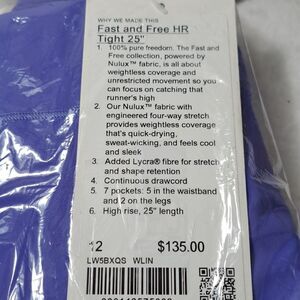 WHY WE MADE THIS
Fast and Free HR
Tight 25"
1. 100% pure freedom. The Fast and
Free collection, powered by
Nulux™ fabric, is all about
weightless coverage and
unrestricted movement so you
can focus on catching that
runner's high
2. Our Nulux™ fabric with
engineered four-way stretch
provides weightless coverage
that's quick-drying,
sweat-wicking, and feels cool
and sleek
3. Added Lycra® fibre for stretch
and shape retention
4. Continuous drawcord
5. 7 pockets: 5 in the waistband
and 2 on the legs
6. High rise, 25" length
12 $135.00
LW5BXQS WLIN